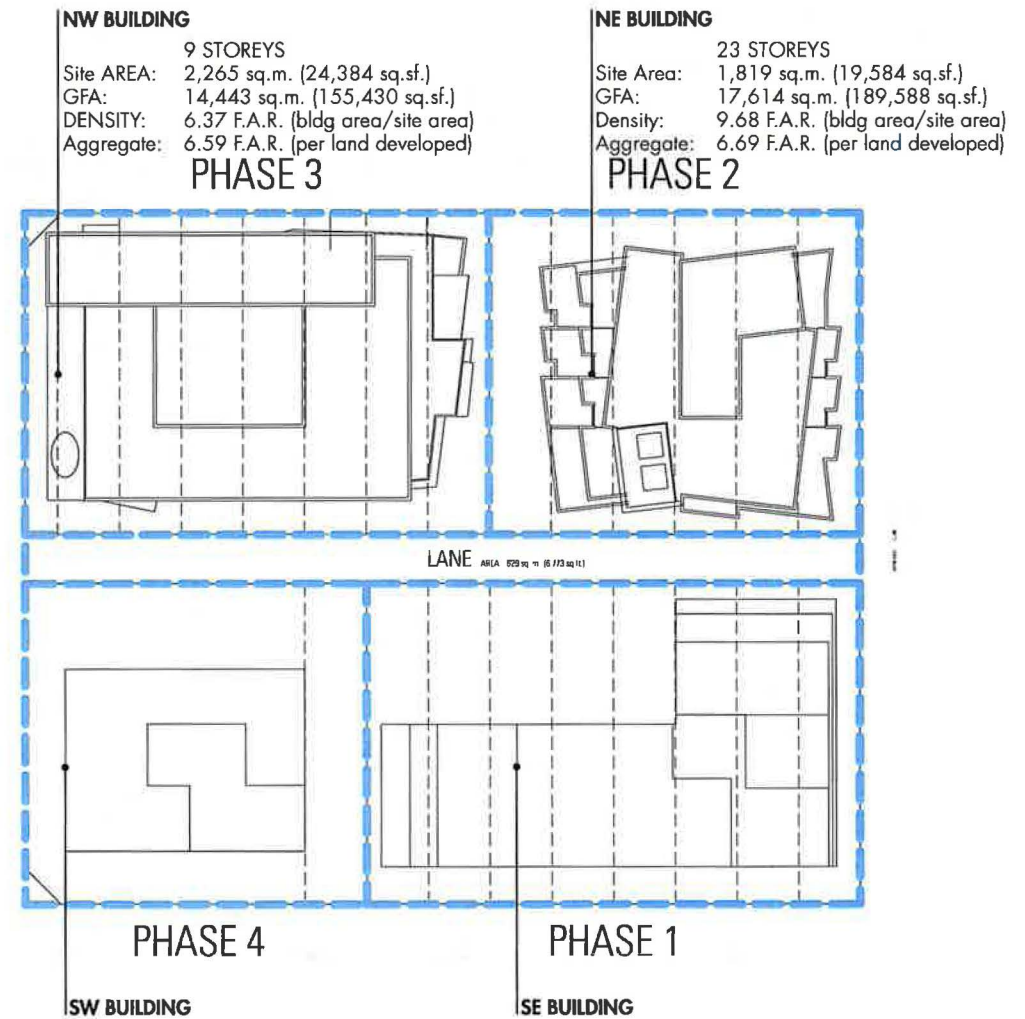 NW BUILDING
9 STOREYS
Site AREA: 2,265 sq.m. (24,384 sq.sf.)
GFA: 14,443 sq.m. (155,430 sq.sf.)
DENSITY: 6.37 F.A.R. (bldg area/site area)
Aggregate: 6.59 F.A.R. (per land developed)
PHASE 3
NE BUILDING
23 STOREYS
Site Area: 1,819 sq.m. (19,584 sq.sf.)
GFA: 17,614 sq.m. (189,588 sq.sf.)
Density: 9.68 F.A.R. (bldg area/site area)
Aggregate: 6.69 F.A.R. (per land developed)
PHASE 2
LANE AREA
PHASE 4
PHASE 1
SW BUILDING
SE BUILDING